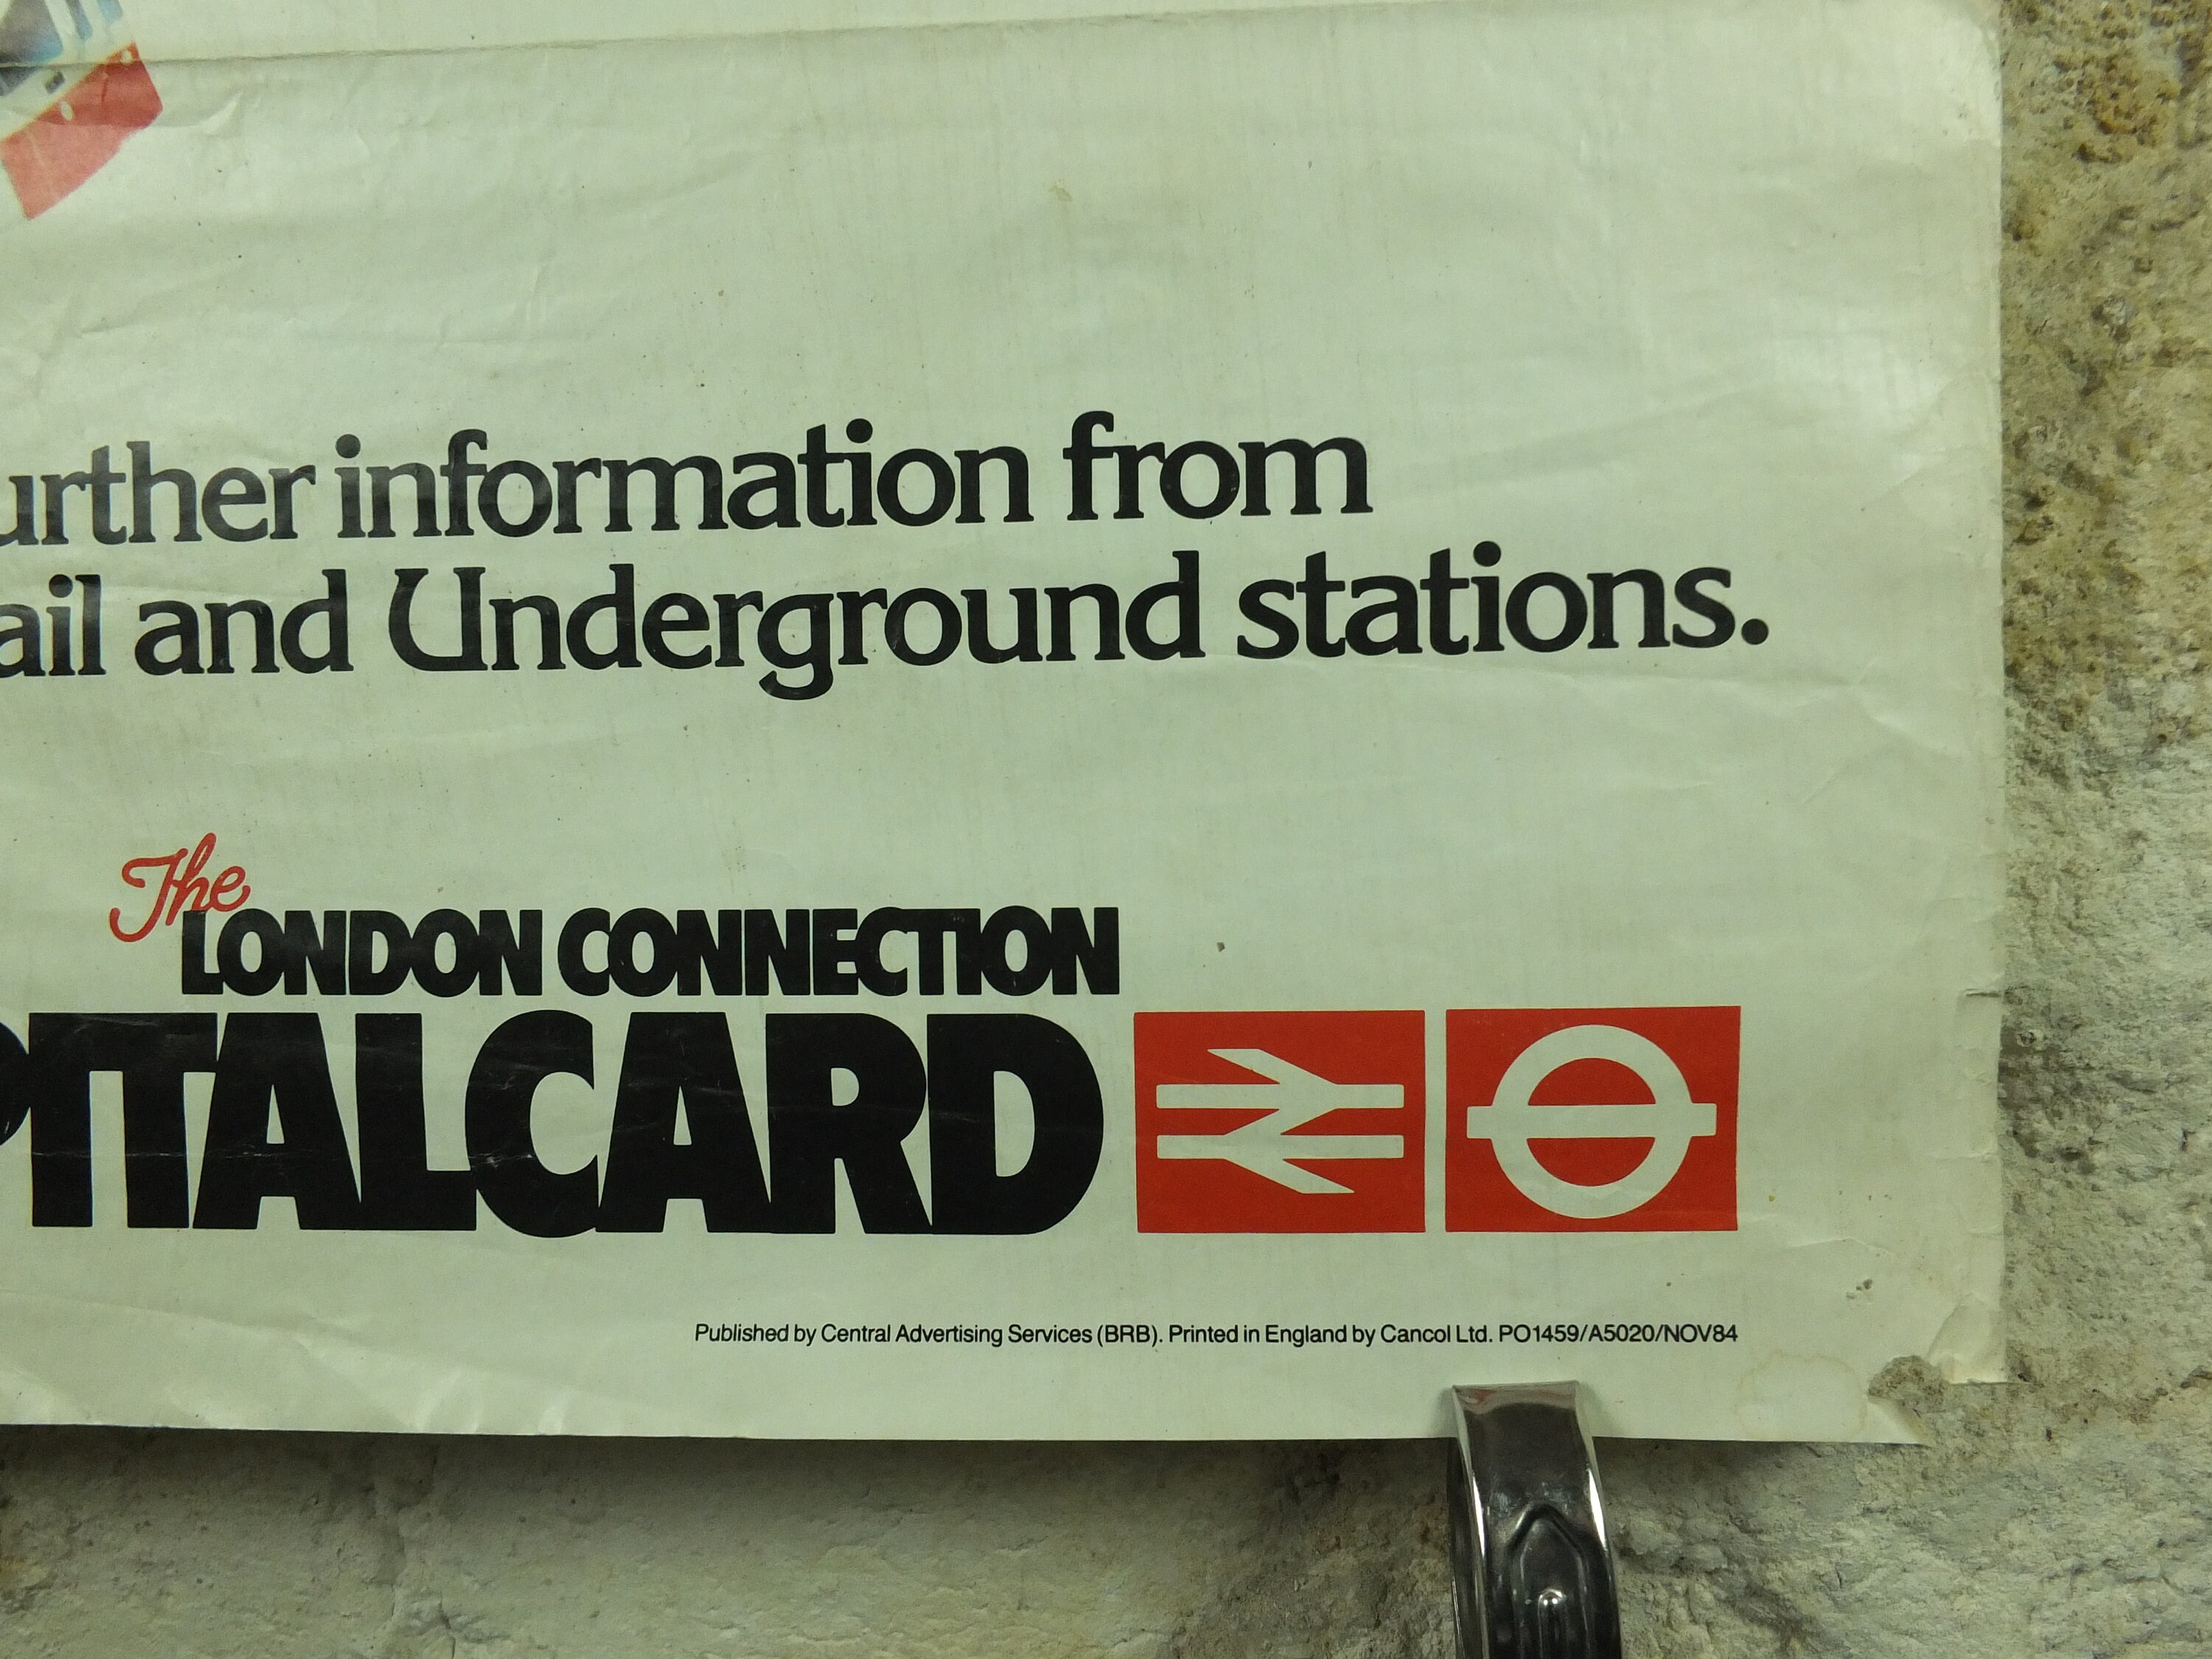 urther information from
ail and Underground stations.
The
LONDON CONNECTION
PITALCARD
Published by Central Advertising Services (BRB). Printed in England by Cancol Ltd. PO1459/A5020/NOV84